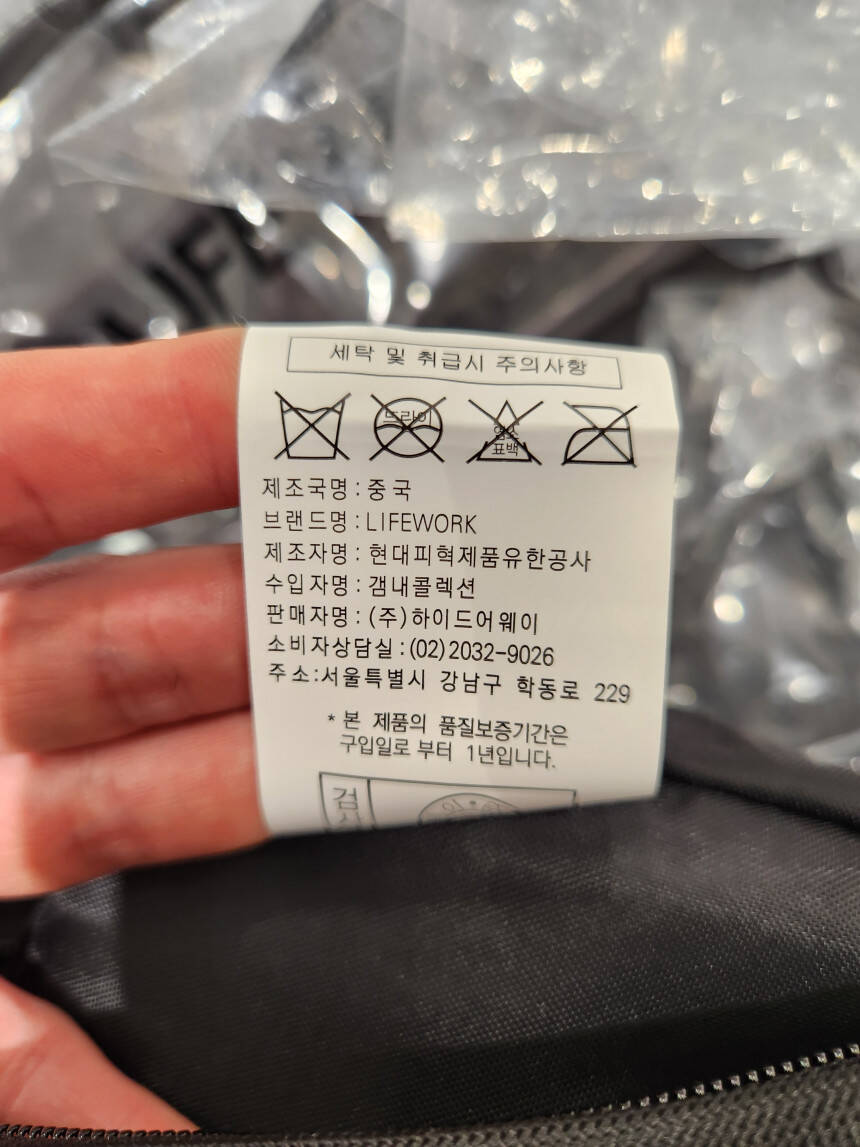 LIFE
세탁 및 취급시 주의사항
드라이
염소
표백
제조국명 : 중국
브랜드명 : LIFEWORK
제조자명 : 현대피혁제품유한공사
수입자명 : 갬내콜렉션
판매자명 : (주)하이드어웨이
소비자상담실 : (02)2032-9026
주소:서울특별시 강남구 학동로 229
* 본 제품의 품질보증기간은
구입일로 부터 1년입니다.
검